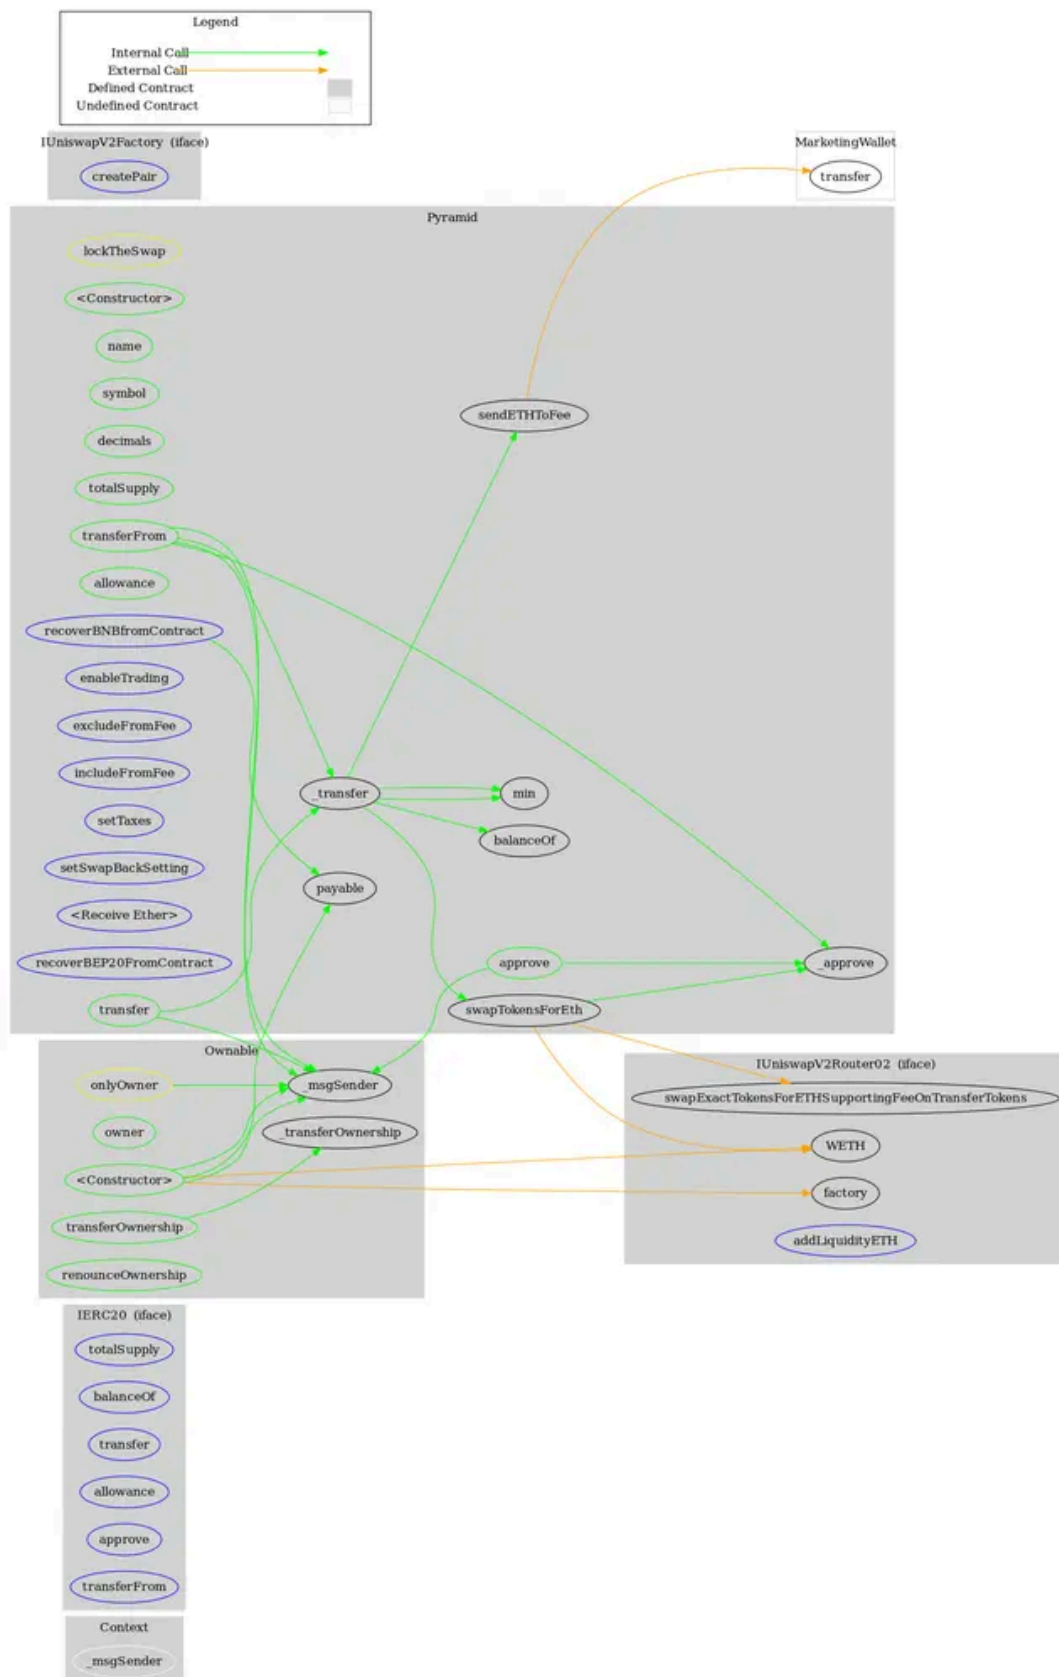 Legend
Internal Call
External Call
Defined Contract
Undefined Contract
IUniswapV2Factory (iface)
createPair
MarketingWallet
transfer
Pyramid
lockTheSwap
<Constructor>
name
symbol
decimals
totalSupply
transferFrom
allowance
recoverBNBfromContract
enableTrading
excludeFromFee
includeFromFee
setTaxes
setSwapBackSetting
<Receive Ether>
recoverBEP20FromContract
transfer
sendETHToFee
_transfer
min
balanceOf
payable
approve
_approve
swapTokensForEth
Ownable
onlyOwner
_msgSender
owner
_transferOwnership
<Constructor>
transferOwnership
renounceOwnership
IUniswapV2Router02 (iface)
swapExactTokensForETHSupportingFeeOnTransferTokens
WETH
factory
addLiquidityETH
IERC20 (iface)
totalSupply
balanceOf
transfer
allowance
approve
transferFrom
Context
_msgSender